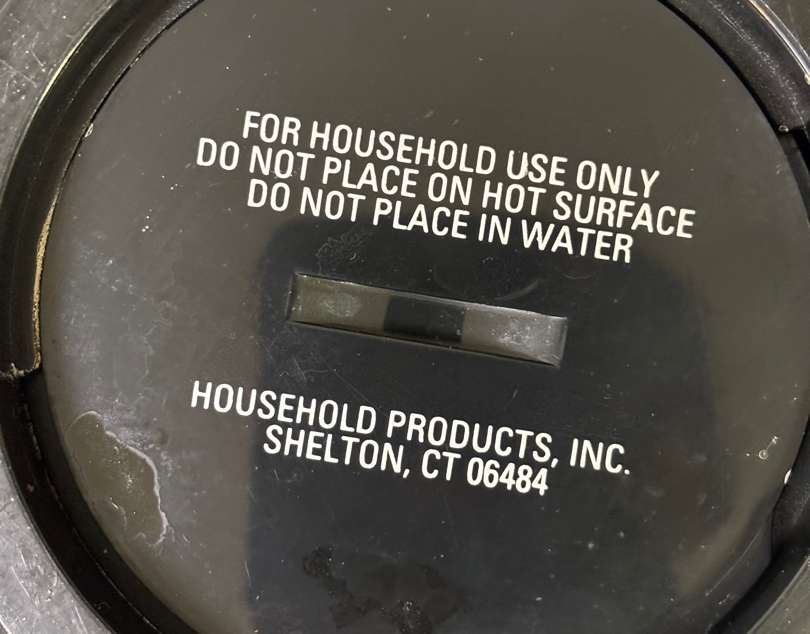 FOR HOUSEHOLD USE ONLY
DO NOT PLACE ON HOT SURFACE
DO NOT PLACE IN WATER
HOUSEHOLD PRODUCTS, INC.
SHELTON, CT 06484